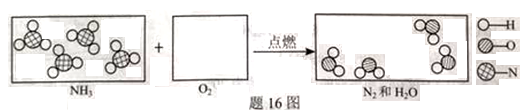 +
点燃
NH₃
O₂
N₂和H₂O
—H
—O
—N
题16图